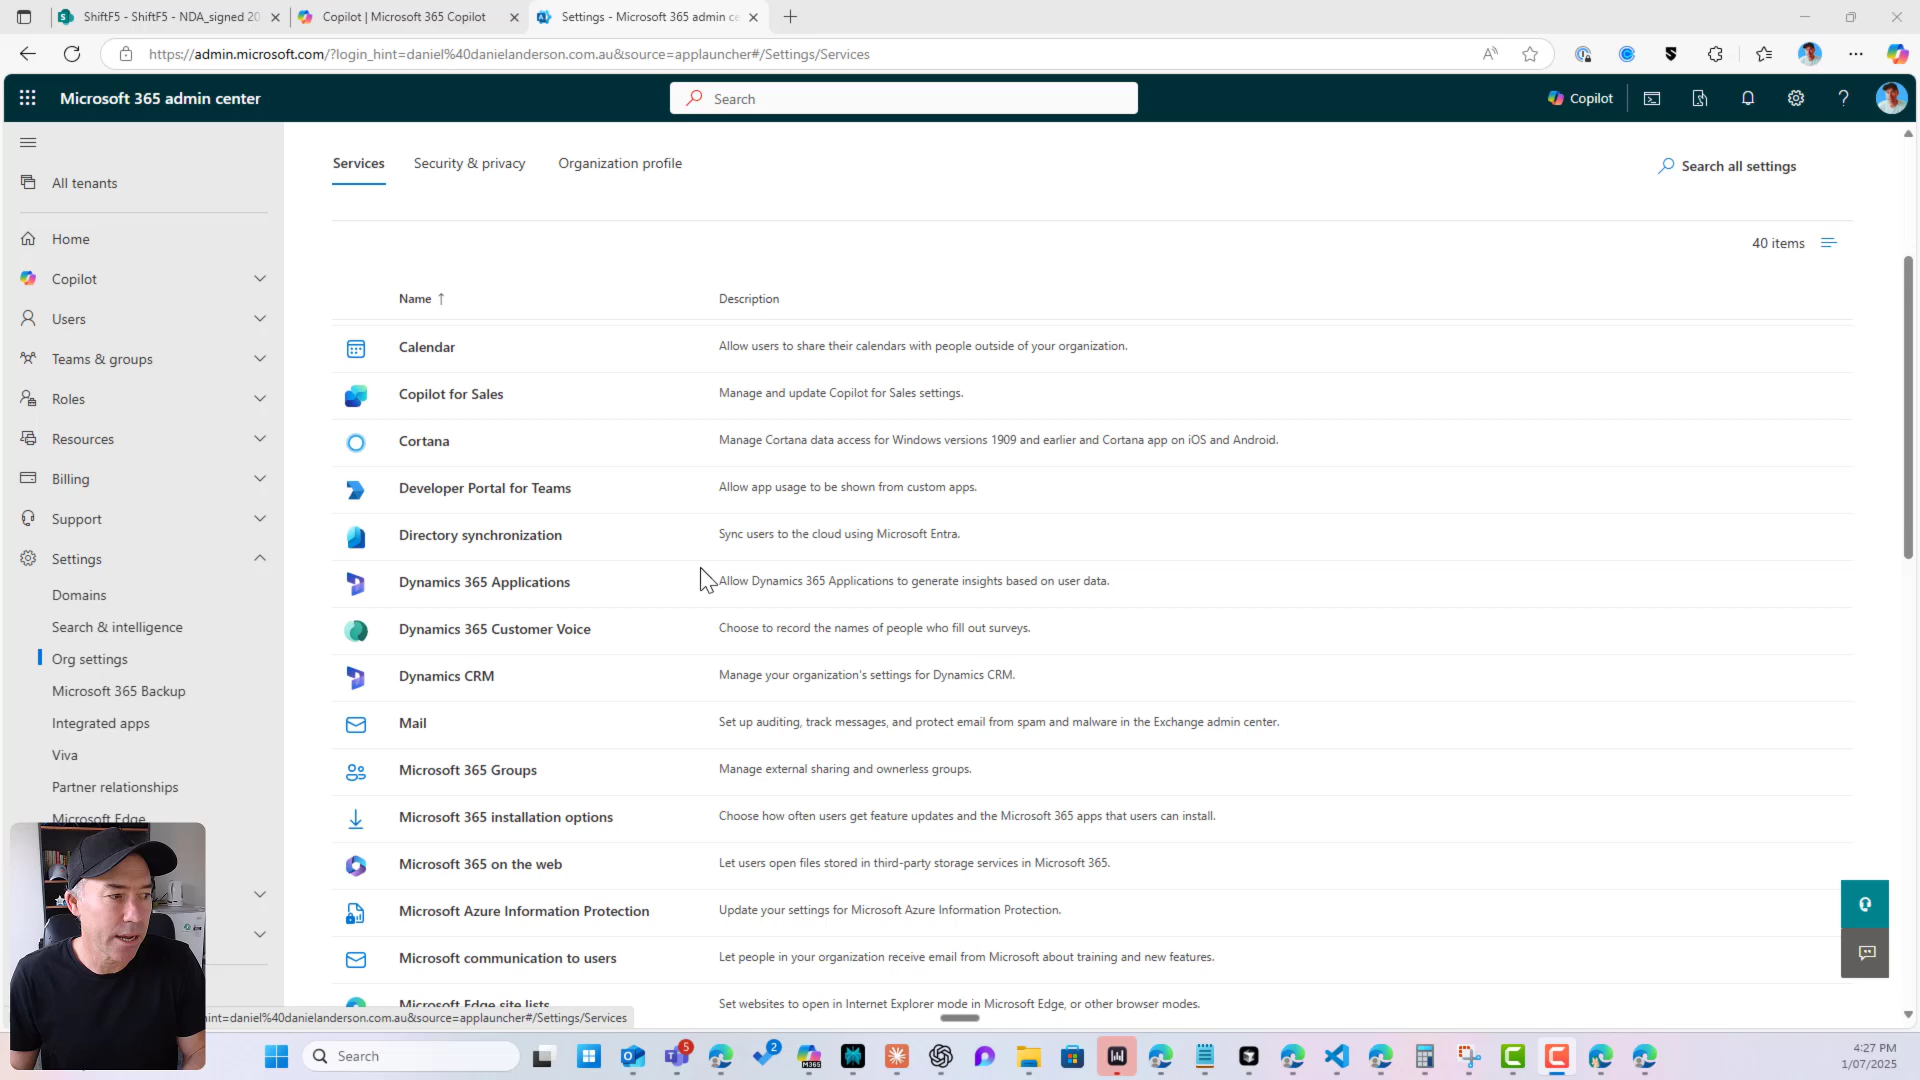 ShiftF5 - ShiftF5 - NDA_signed 20
Copilot | Microsoft 365 Copilot
Settings - Microsoft 365 admin ce
https://admin.microsoft.com/?login_hint=daniel%40danielanderson.com.au&source=applauncher#/Settings/Services
Microsoft 365 admin center
Search
Copilot
All tenants
Home
Copilot
Users
Teams & groups
Roles
Resources
Billing
Support
Settings
Domains
Search & intelligence
Org settings
Microsoft 365 Backup
Integrated apps
Viva
Partner relationships
Microsoft Edge
Services
Security & privacy
Organization profile
Search all settings
40 items
Name ↑
Description
Calendar
Allow users to share their calendars with people outside of your organization.
Copilot for Sales
Manage and update Copilot for Sales settings.
Cortana
Manage Cortana data access for Windows versions 1909 and earlier and Cortana app on iOS and Android.
Developer Portal for Teams
Allow app usage to be shown from custom apps.
Directory synchronization
Sync users to the cloud using Microsoft Entra.
Dynamics 365 Applications
Allow Dynamics 365 Applications to generate insights based on user data.
Dynamics 365 Customer Voice
Choose to record the names of people who fill out surveys.
Dynamics CRM
Manage your organization's settings for Dynamics CRM.
Mail
Set up auditing, track messages, and protect email from spam and malware in the Exchange admin center.
Microsoft 365 Groups
Manage external sharing and ownerless groups.
Microsoft 365 installation options
Choose how often users get feature updates and the Microsoft 365 apps that users can install.
Microsoft 365 on the web
Let users open files stored in third-party storage services in Microsoft 365.
Microsoft Azure Information Protection
Update your settings for Microsoft Azure Information Protection.
Microsoft communication to users
Let people in your organization receive email from Microsoft about training and new features.
Microsoft Edge site lists
Set websites to open in Internet Explorer mode in Microsoft Edge, or other browser modes.
hint=daniel%40danielanderson.com.au&source=applauncher#/Settings/Services
Search
5
2
M365
4:27 PM
1/07/2025